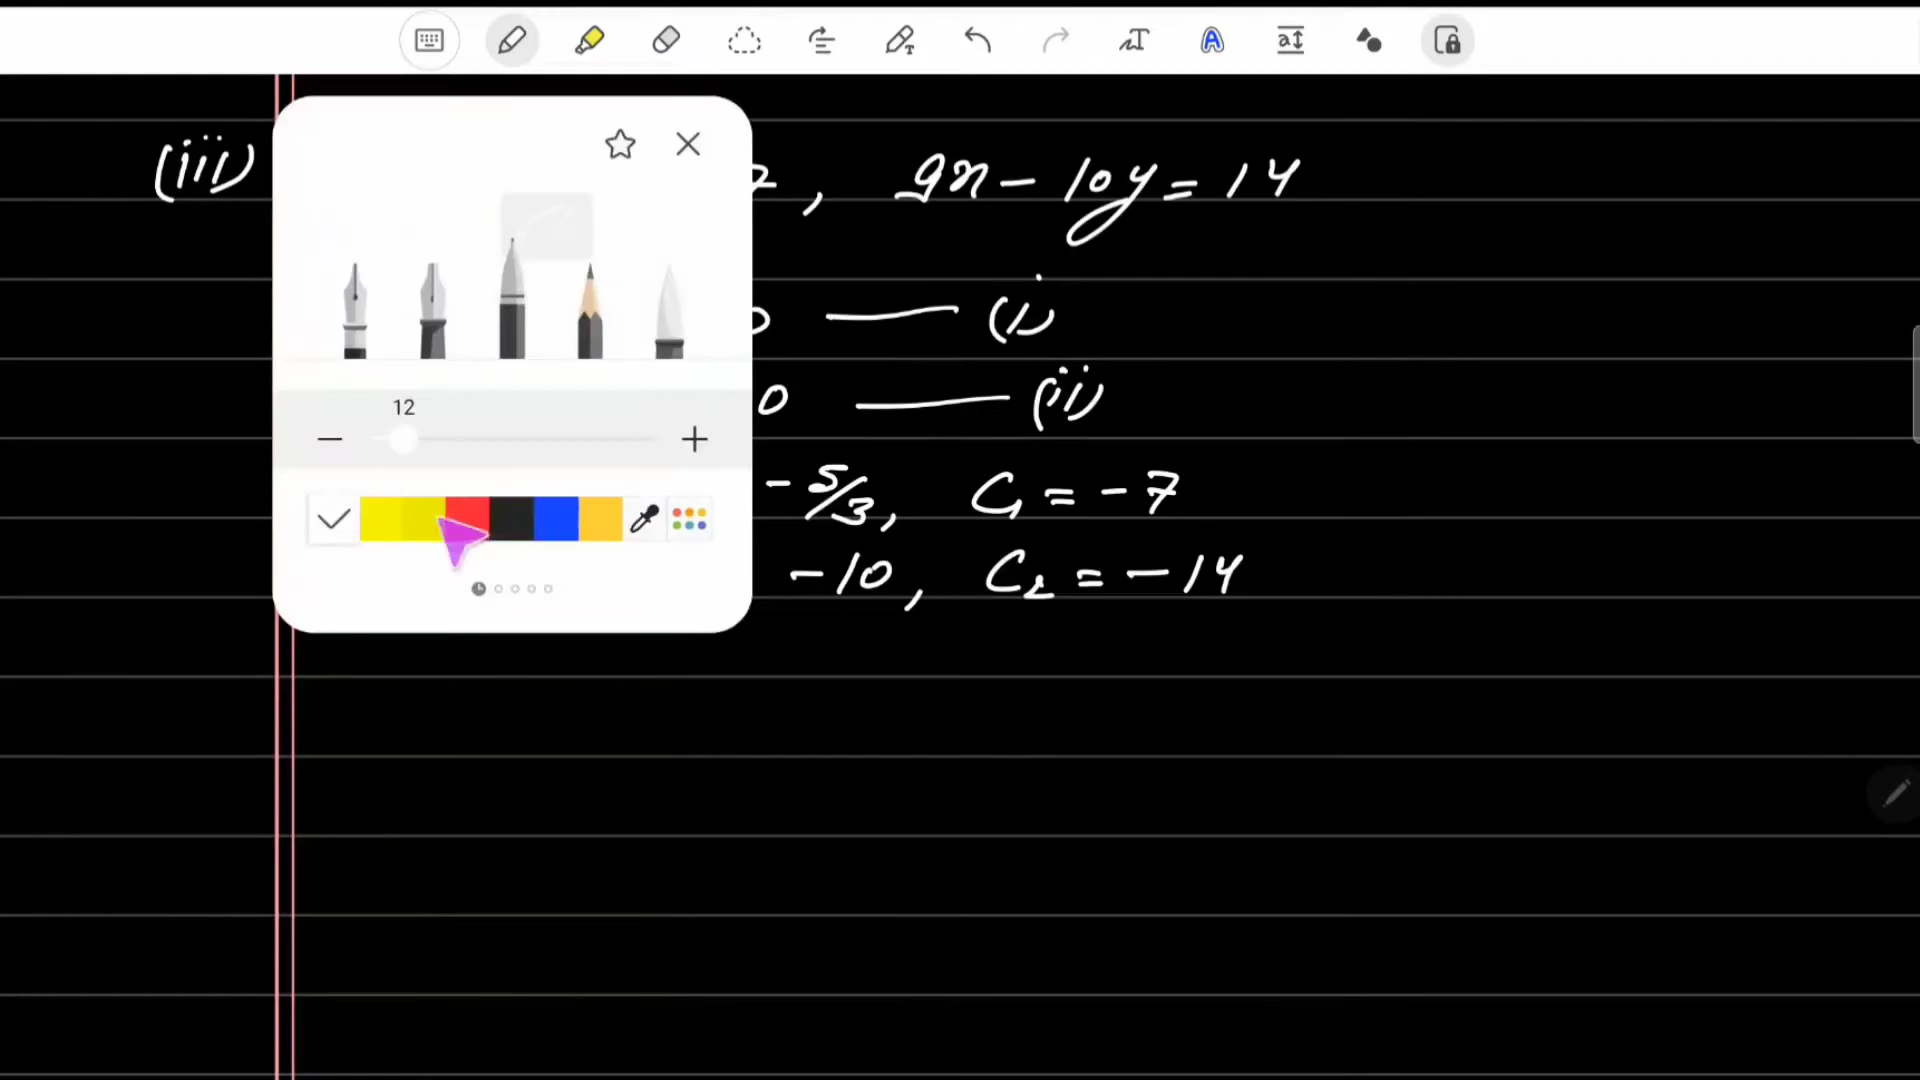 (iii) , 9x - 10y = 14
12
0 —— (i)
0 —— (ii)
- 5/3, C1 = -7
-10, C2 = -14